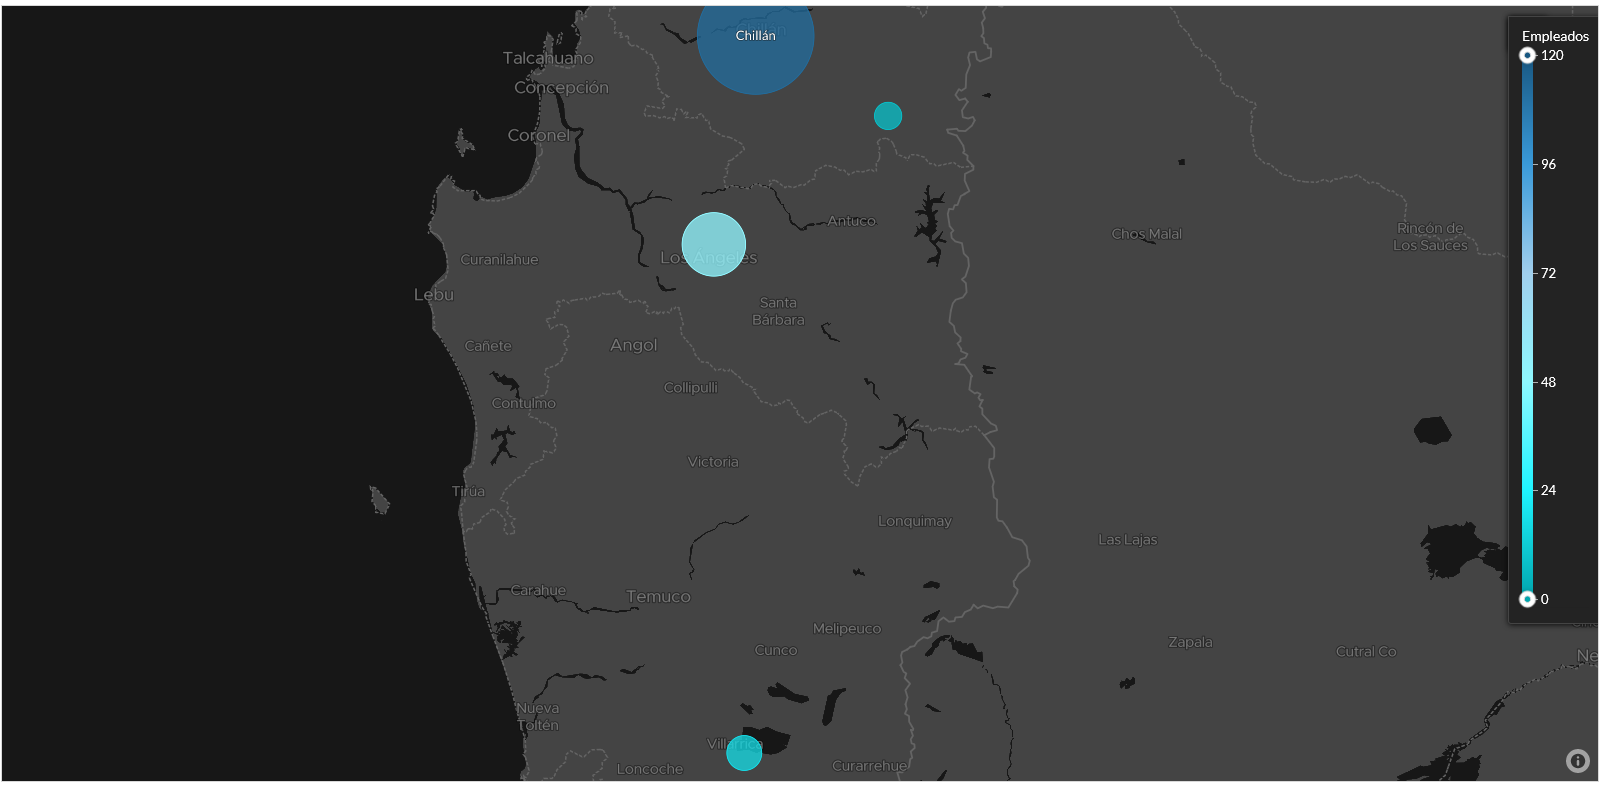 Talcahuano
Concepción
Coronel
Chillán
Chillán
Antuco
Los Ángeles
Curanilahue
Lebu
Santa
Bárbara
Cañete
Angol
Collipulli
Contulmo
Victoria
Tirúa
Lonquimay
Carahue
Temuco
Melipeuco
Cunco
Nueva
Toltén
Villarrica
Loncoche
Curarrehue
Chos Malal
Rincón de
Los Sauces
Las Lajas
Zapala
Cutral Co
Ne
Empleados
120
96
72
48
24
0